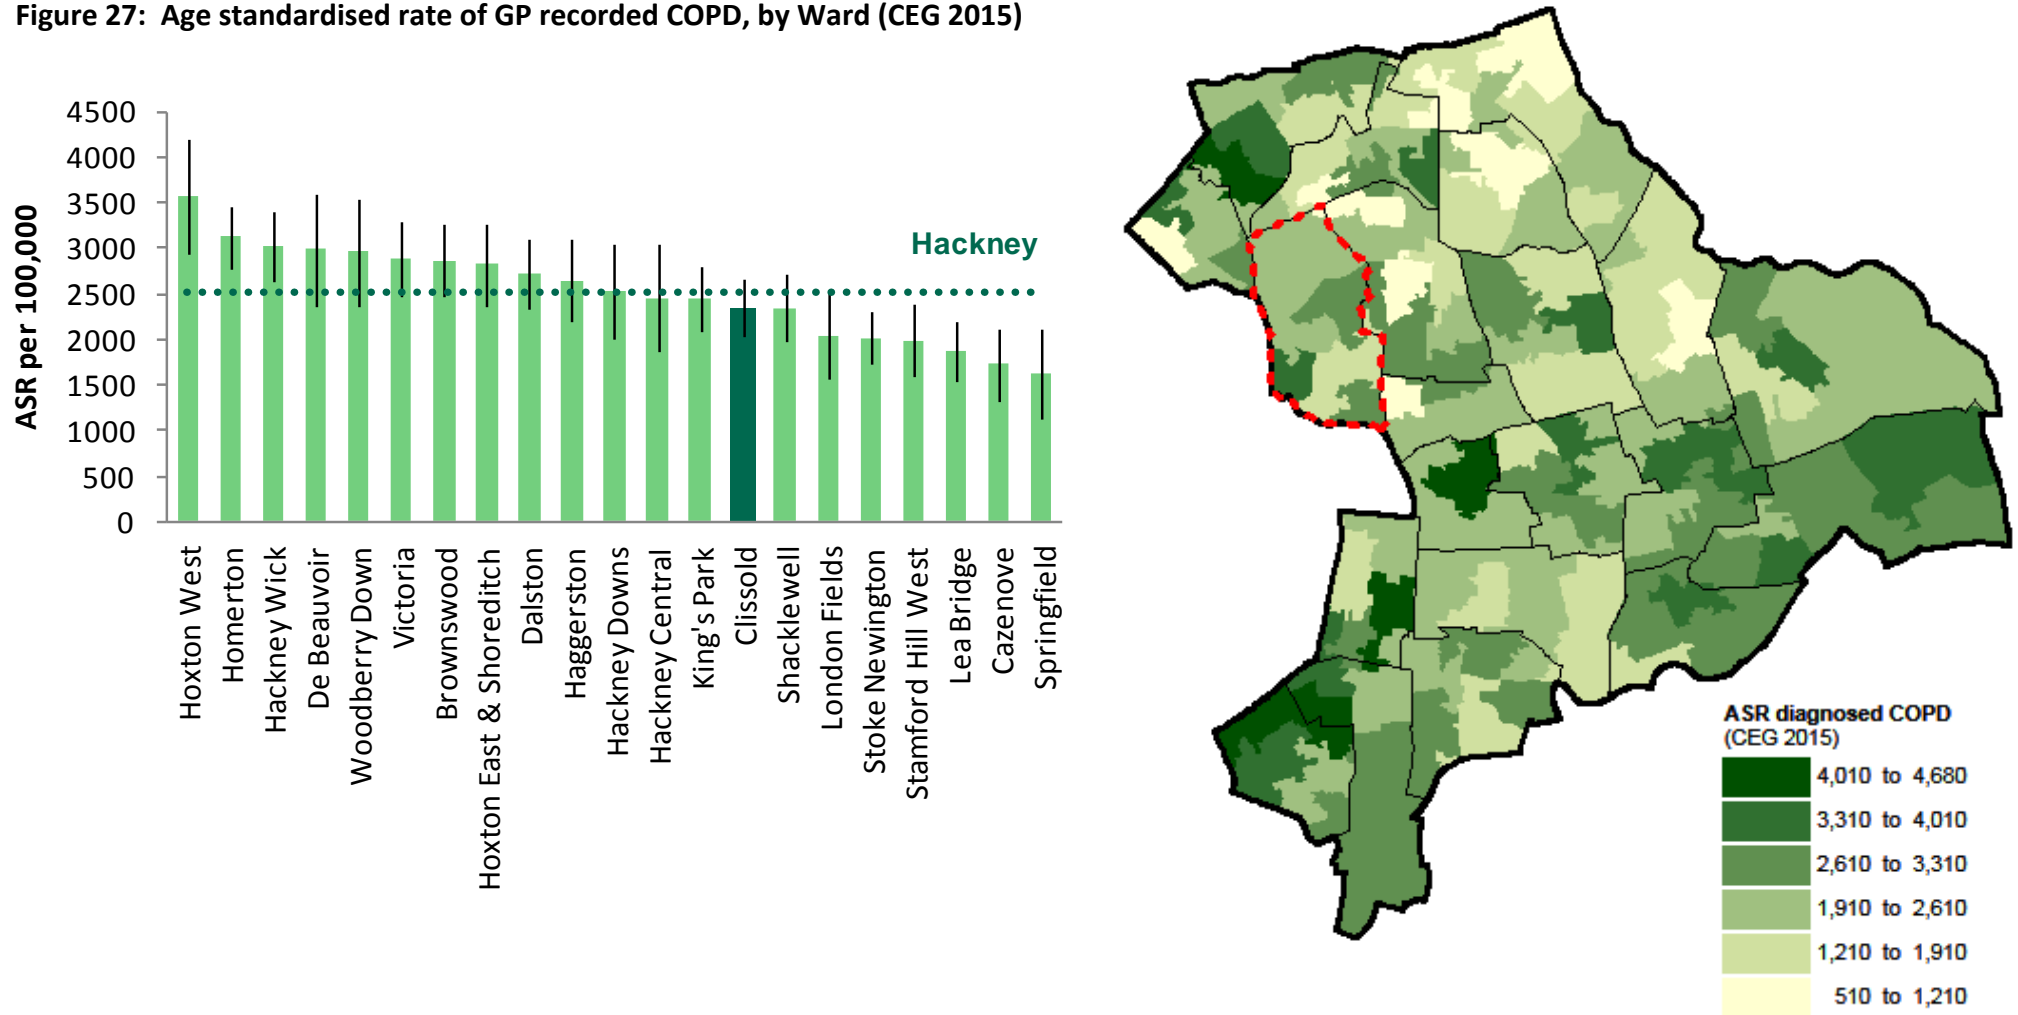 Figure 27:  Age standardised rate of GP recorded COPD, by Ward (CEG 2015)
ASR per 100,000
4500
4000
3500
3000
2500
2000
1500
1000
500
0
Hackney
Hoxton West
Homerton
Hackney Wick
De Beauvoir
Woodberry Down
Victoria
Brownswood
Hoxton East & Shoreditch
Dalston
Haggerston
Hackney Downs
Hackney Central
King's Park
Clissold
Shacklewell
London Fields
Stoke Newington
Stamford Hill West
Lea Bridge
Cazenove
Springfield
ASR diagnosed COPD
(CEG 2015)
4,010 to 4,680
3,310 to 4,010
2,610 to 3,310
1,910 to 2,610
1,210 to 1,910
510 to 1,210